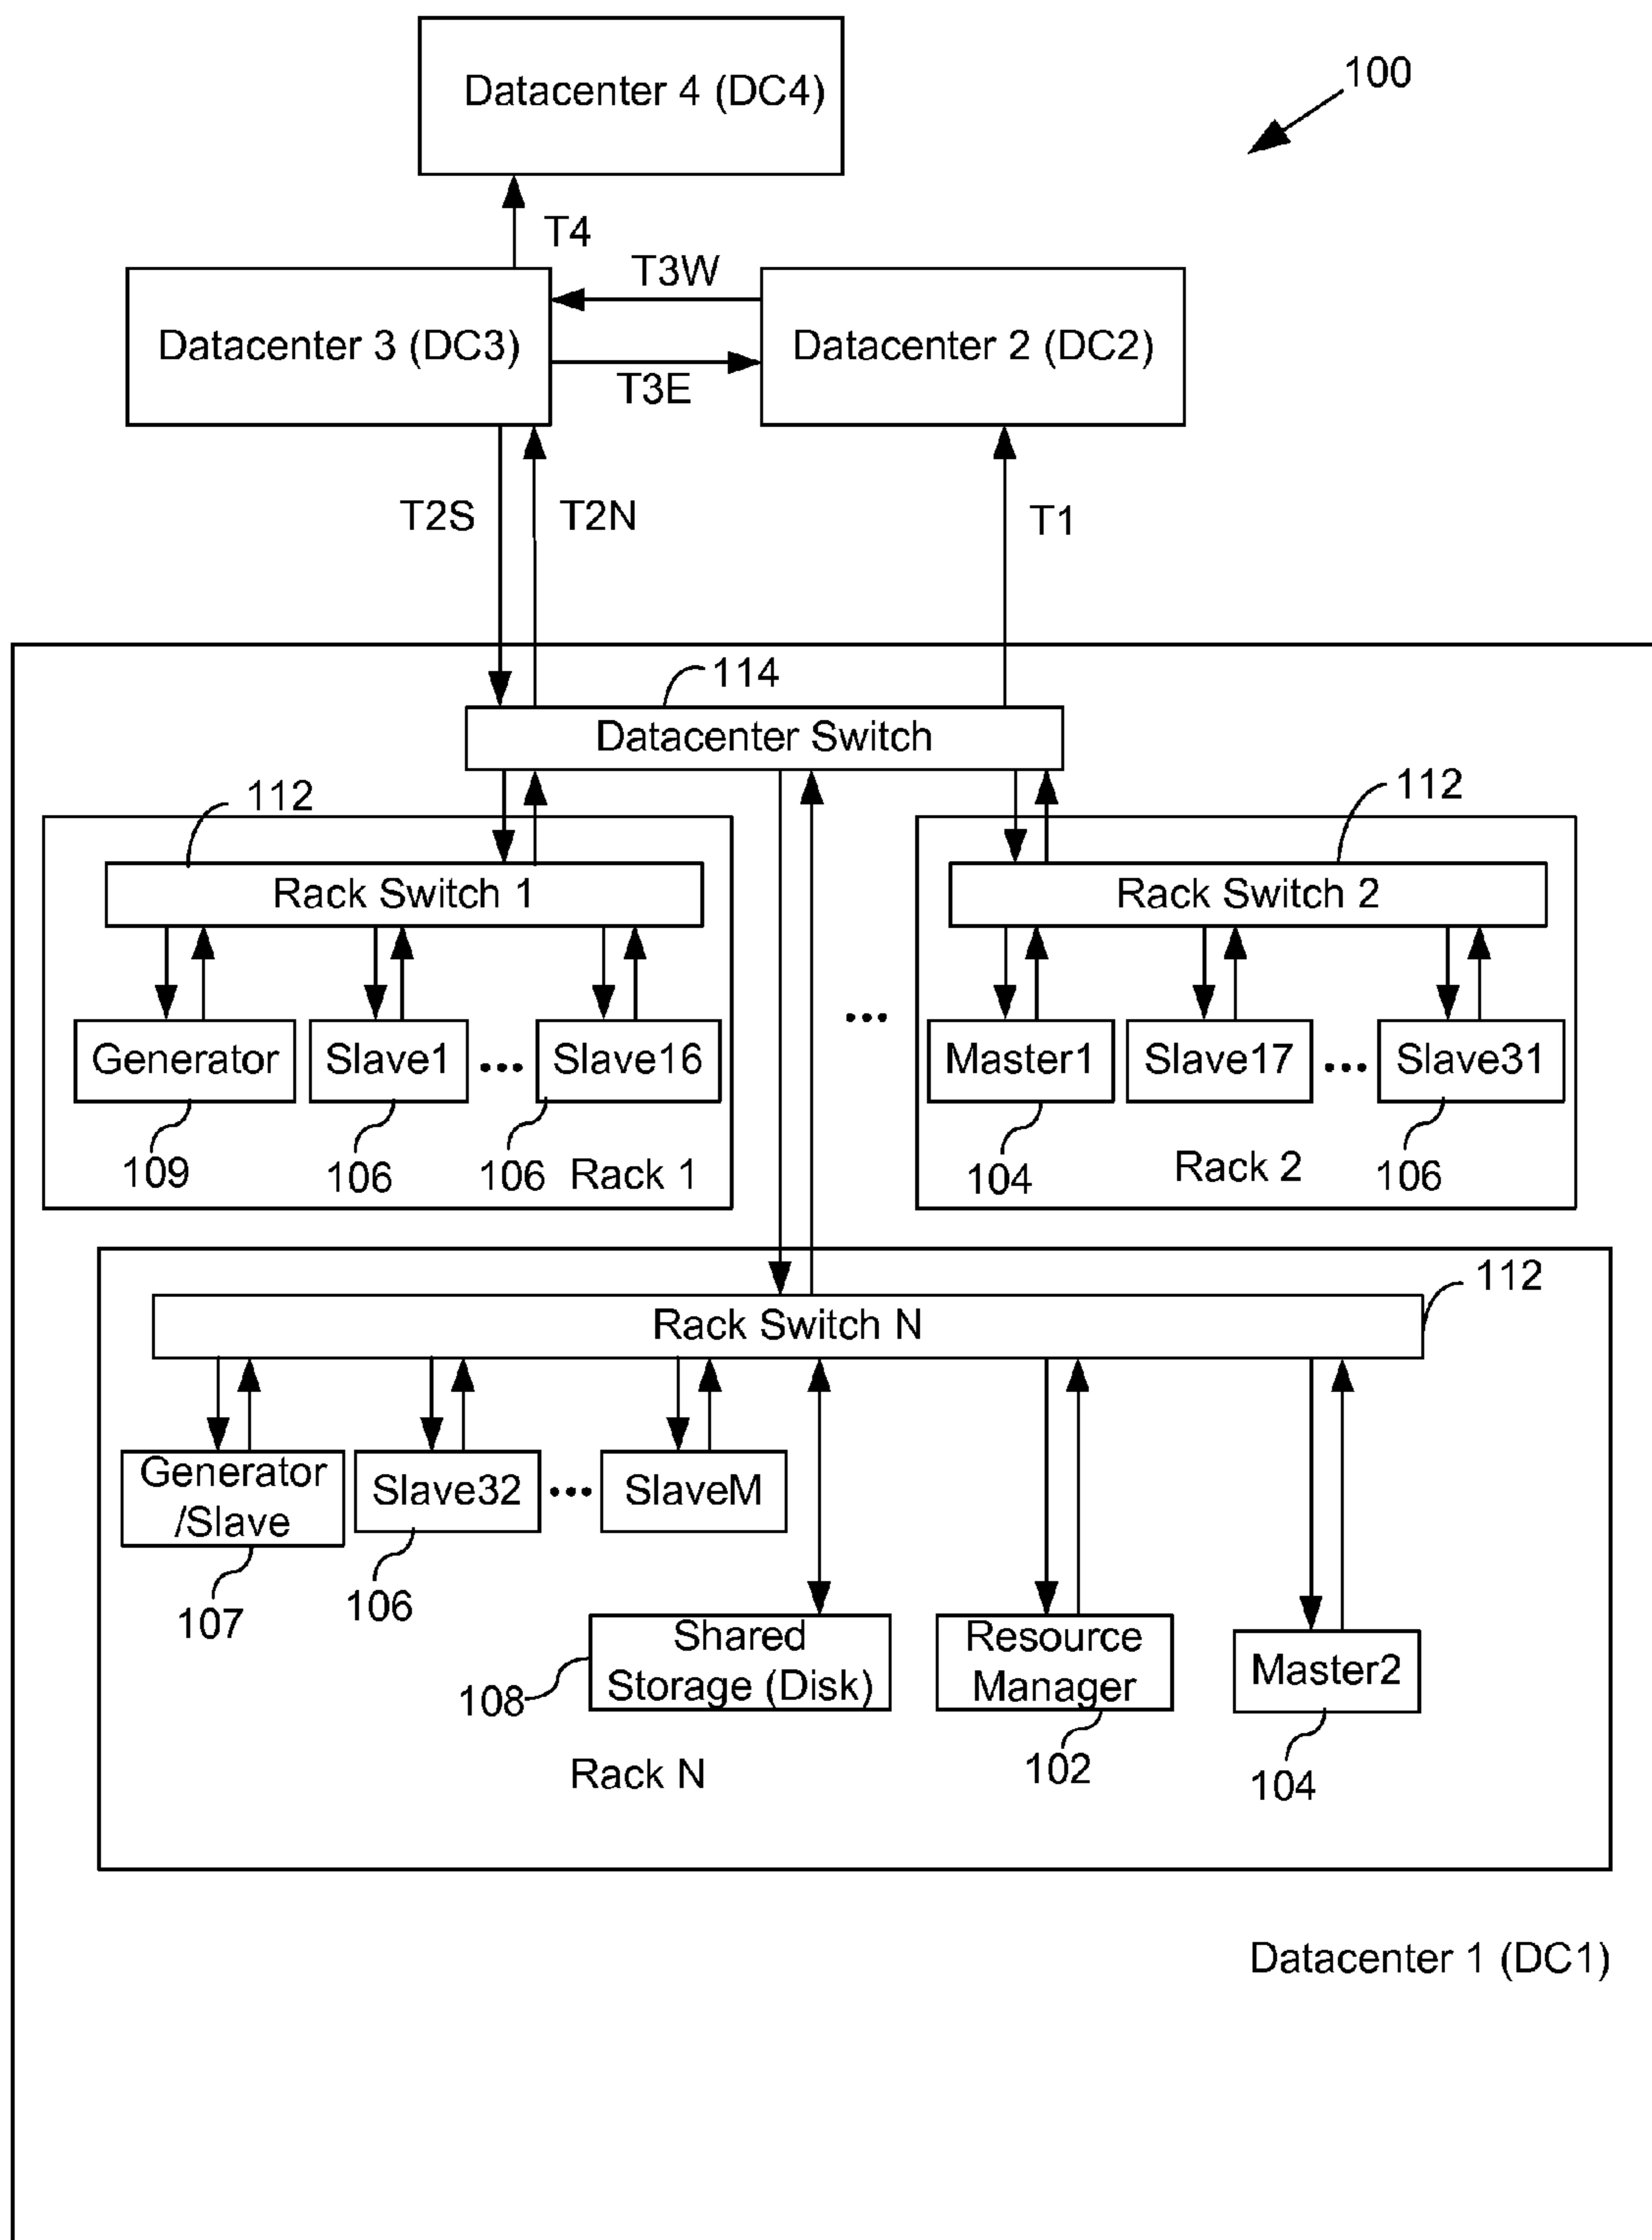 Datacenter 4 (DC4)
100
T4
T3W
Datacenter 3 (DC3)
Datacenter 2 (DC2)
T3E
T2S
T2N
T1
114
Datacenter Switch
112
112
Rack Switch 1
Rack Switch 2
...
Generator
Slave1
...
Slave16
Master1
Slave17
...
Slave31
109
106
106
Rack 1
104
Rack 2
106
112
Rack Switch N
Generator
/Slave
Slave32
...
SlaveM
107
106
Shared
Storage (Disk)
Resource
Manager
Master2
108
102
104
Rack N
Datacenter 1 (DC1)